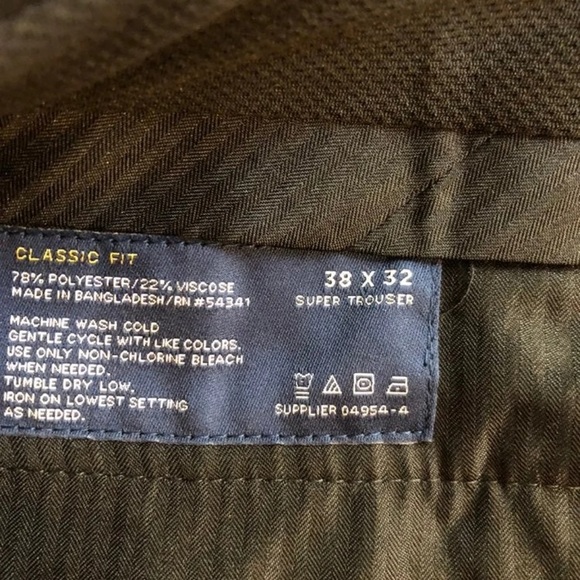 CLASSIC FIT
78% POLYESTER/22% VISCOSE
MADE IN BANGLADESH/RN #54341
MACHINE WASH COLD
GENTLE CYCLE WITH LIKE COLORS.
USE ONLY NON-CHLORINE BLEACH
WHEN NEEDED.
TUMBLE DRY LOW.
IRON ON LOWEST SETTING
AS NEEDED.
38 X 32
SUPER TROUSER
SUPPLIER 04954-4